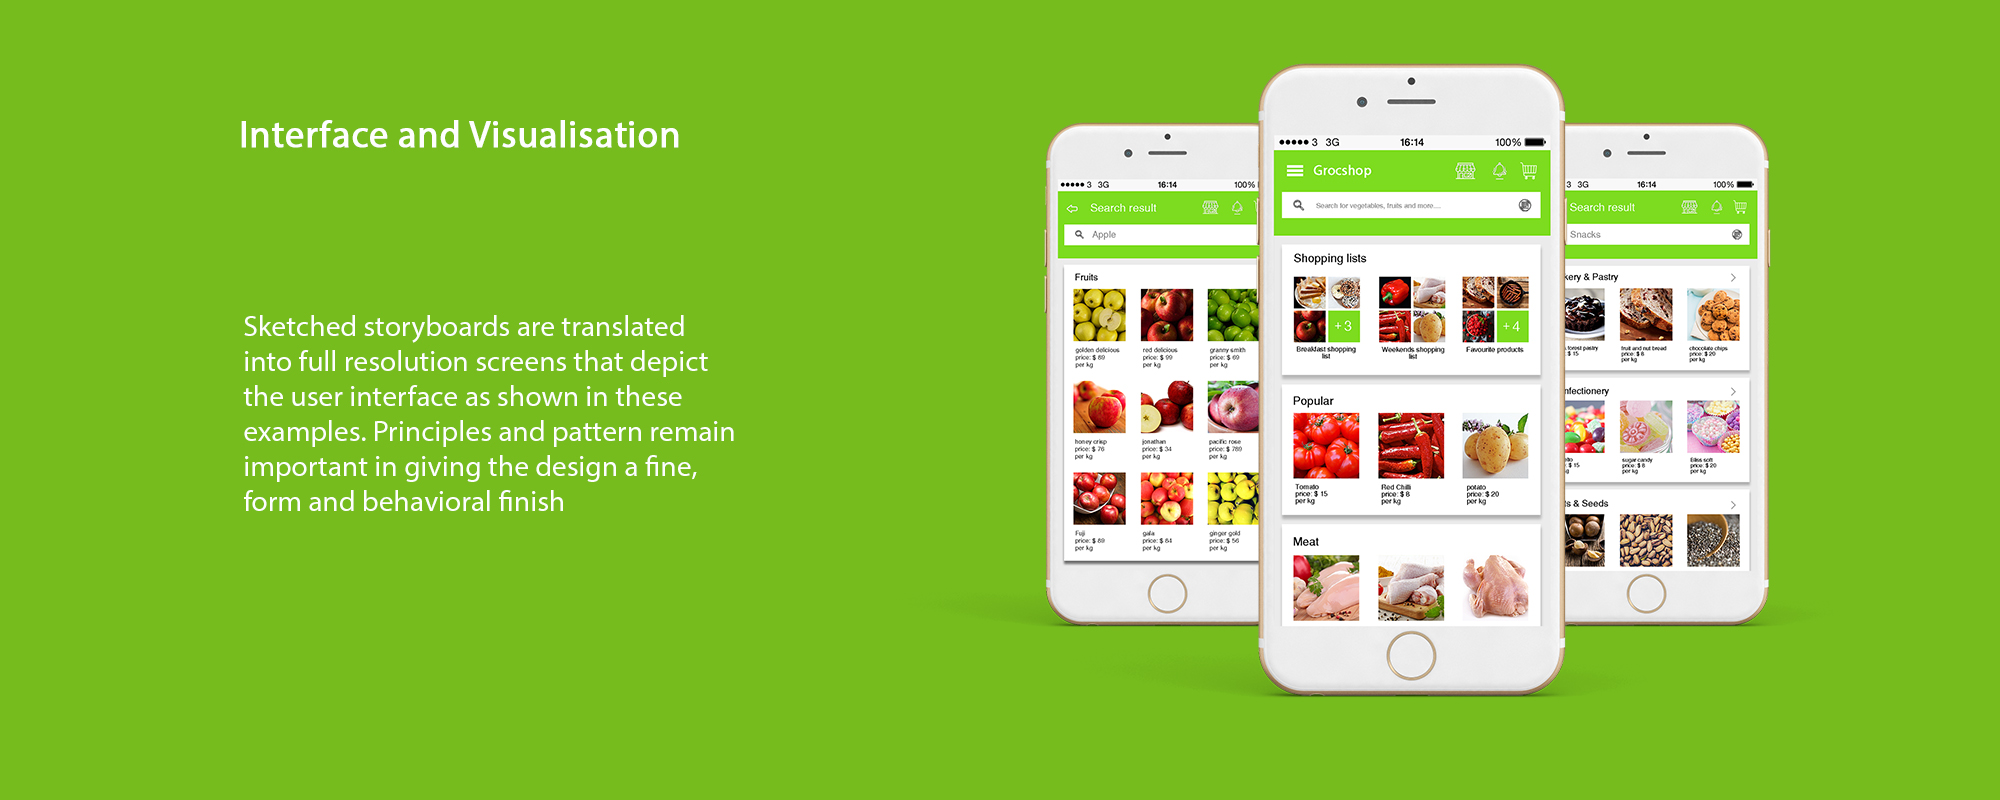 Interface and Visualisation
Sketched storyboards are translated
into full resolution screens that depict
the user interface as shown in these
examples. Principles and pattern remain
important in giving the design a fine,
form and behavioral finish
3 3G 16:14 100%
Search result
Apple
Fruits
golden delicious red delicious granny smith
price: $ 89 price: $ 99 price: $ 69
per kg per kg per kg
honey crisp jonathan pacific rose
price: $ 76 price: $ 34 price: $ 789
per kg per kg per kg
Fuji gala ginger gold
price: $ 89 price: $ 84 price: $ 56
per kg per kg per kg
3 3G 16:14 100%
Grocshop
Search for vegetables, fruits and more....
Shopping lists
+ 3 + 4
Breakfast shopping Weekends shopping Favourite products
list list
Popular
Tomato Red Chilli potato
price: $ 15 price: $ 8 price: $ 20
per kg per kg per kg
Meat
3 3G 16:14 100%
Search result
Snacks
kery & Pastry
forest pastry fruit and nut bread chocolate chips
$ 15 price: $ 8 price: $ 20
per kg per kg
nfectionery
sugar candy Bliss soft
$ 15 price: $ 8 price: $ 20
per kg per kg
ts & Seeds